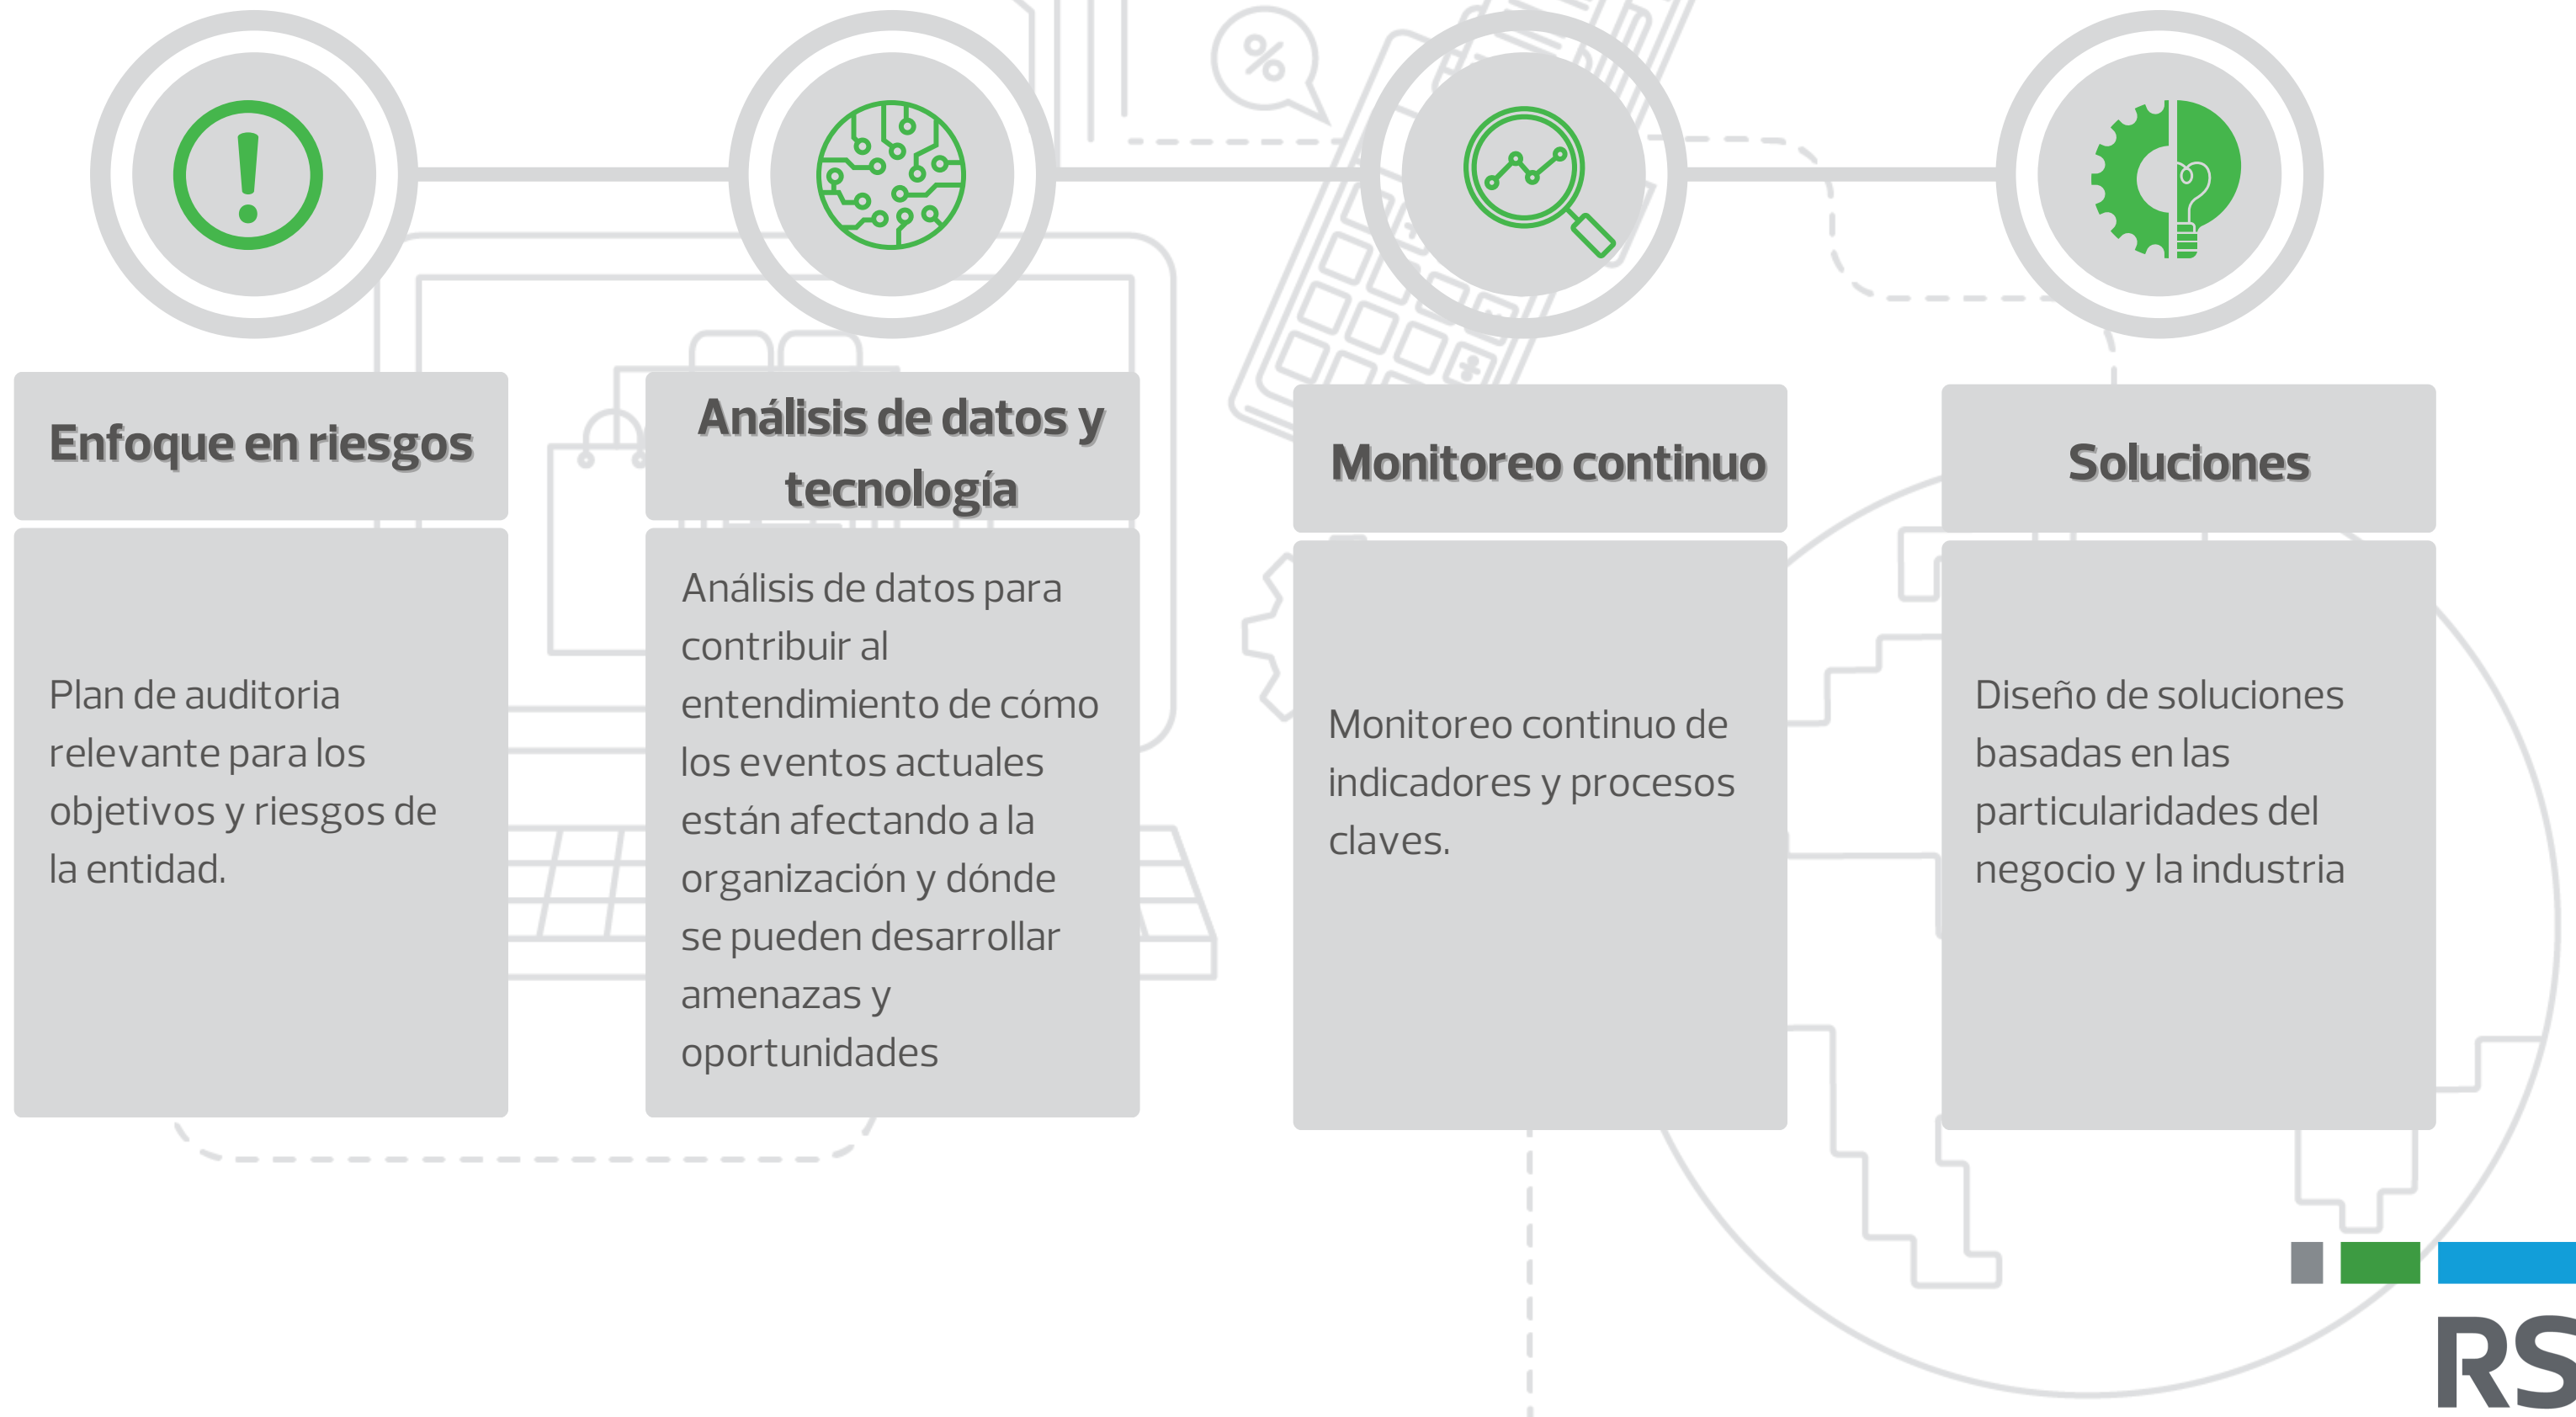 Enfoque en riesgos
Plan de auditoria
relevante para los
objetivos y riesgos de
la entidad.
Análisis de datos y
tecnología
Análisis de datos para
contribuir al
entendimiento de cómo
los eventos actuales
están afectando a la
organización y dónde
se pueden desarrollar
amenazas y
oportunidades
Monitoreo continuo
Monitoreo continuo de
indicadores y procesos
claves.
Soluciones
Diseño de soluciones
basadas en las
particularidades del
negocio y la industria
%
RS